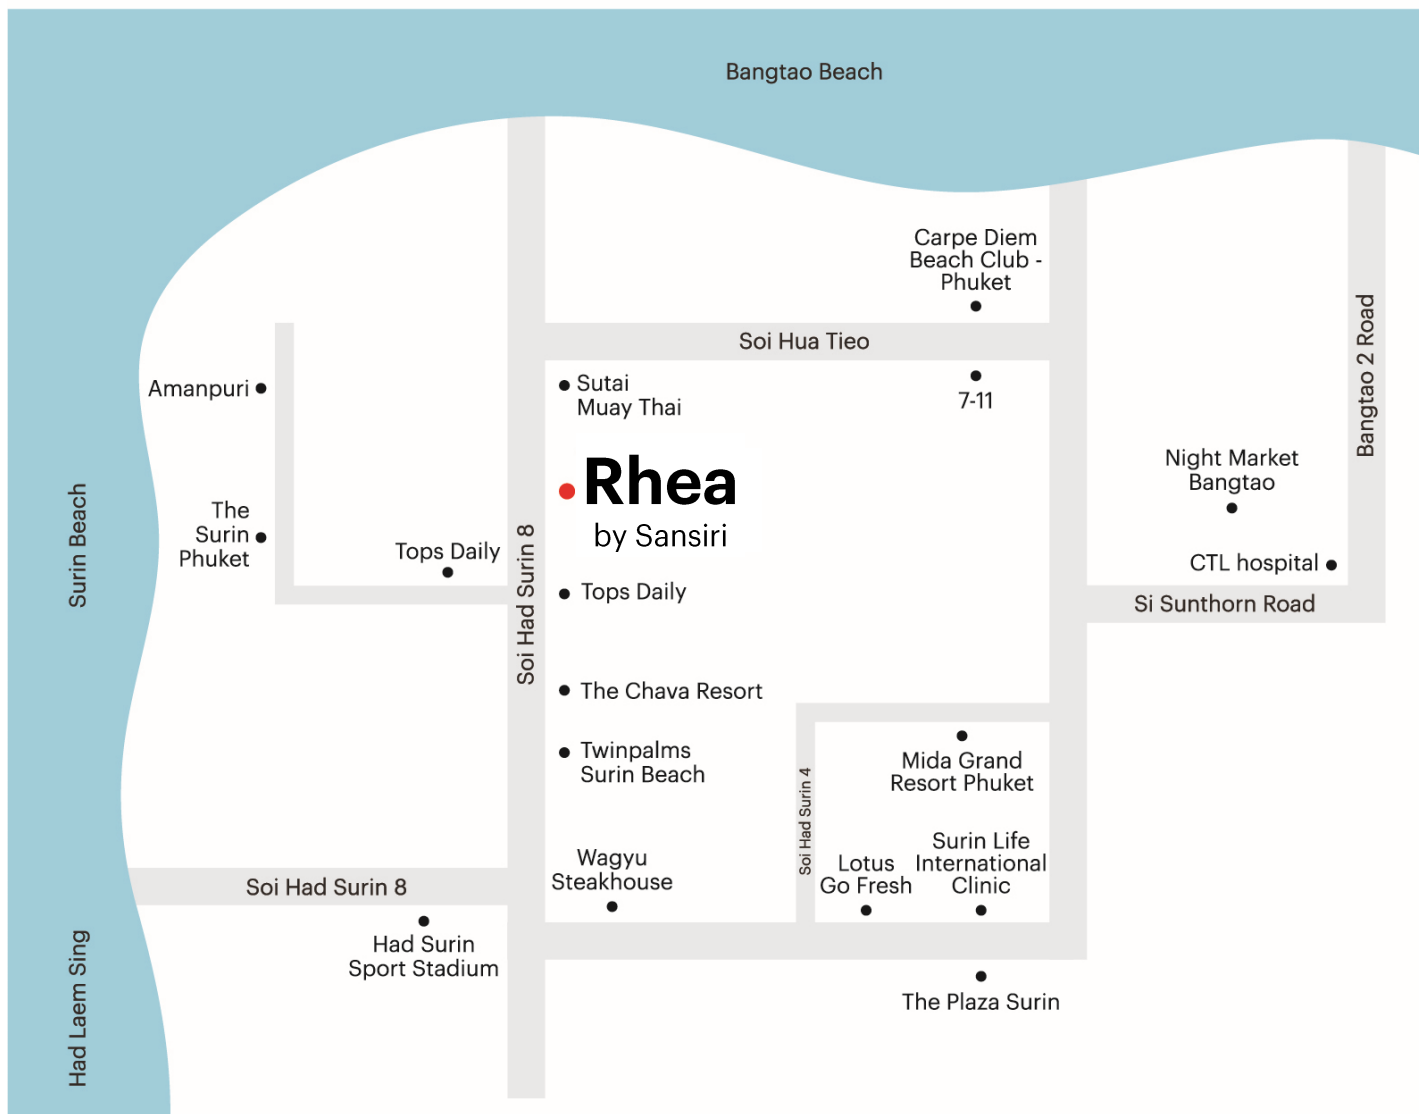 Bangtao Beach
Carpe Diem
Beach Club -
Phuket
Soi Hua Tieo
7-11
Sutai
Muay Thai
Amanpuri
Rhea
by Sansiri
The
Surin
Phuket
Surin Beach
Tops Daily
Soi Had Surin 8
Tops Daily
Bangtao 2 Road
Night Market
Bangtao
CTL hospital
Si Sunthorn Road
The Chava Resort
Twinpalms
Surin Beach
Mida Grand
Resort Phuket
Soi Had Surin 4
Wagyu
Steakhouse
Lotus
Go Fresh
Surin Life
International
Clinic
Soi Had Surin 8
Had Surin
Sport Stadium
Had Laem Sing
The Plaza Surin